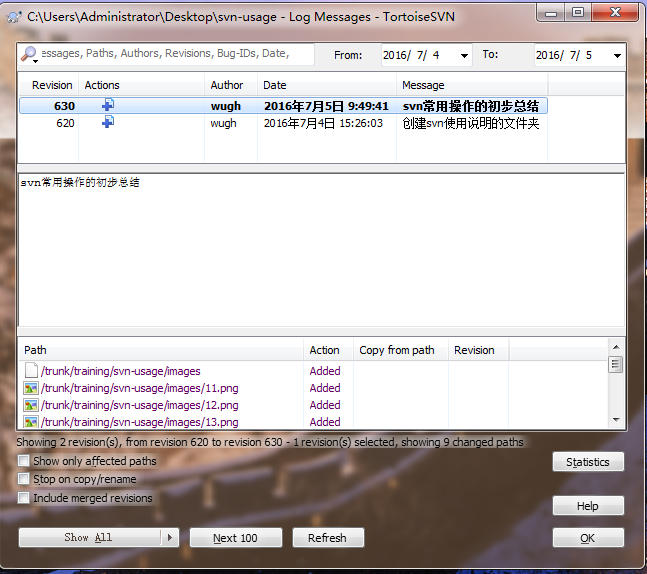 C:\Users\Administrator\Desktop\svn-usage - Log Messages - TortoiseSVN
essages, Paths, Authors, Revisions, Bug-IDs, Date, From: 2016/ 7/ 4 To: 2016/ 7/ 5
Revision Actions Author Date Message
630 wugh 2016年7月5日 9:49:41 svn常用操作的初步总结
620 wugh 2016年7月4日 15:26:03 创建svn使用说明的文件夹
svn常用操作的初步总结
Path Action Copy from path Revision
/trunk/training/svn-usage/images Added
/trunk/training/svn-usage/images/11.png Added
/trunk/training/svn-usage/images/12.png Added
/trunk/training/svn-usage/images/13.png Added
Showing 2 revision(s), from revision 620 to revision 630 - 1 revision(s) selected, showing 9 changed paths
Show only affected paths
Statistics
Stop on copy/rename
Include merged revisions
Help
Show All Next 100 Refresh OK